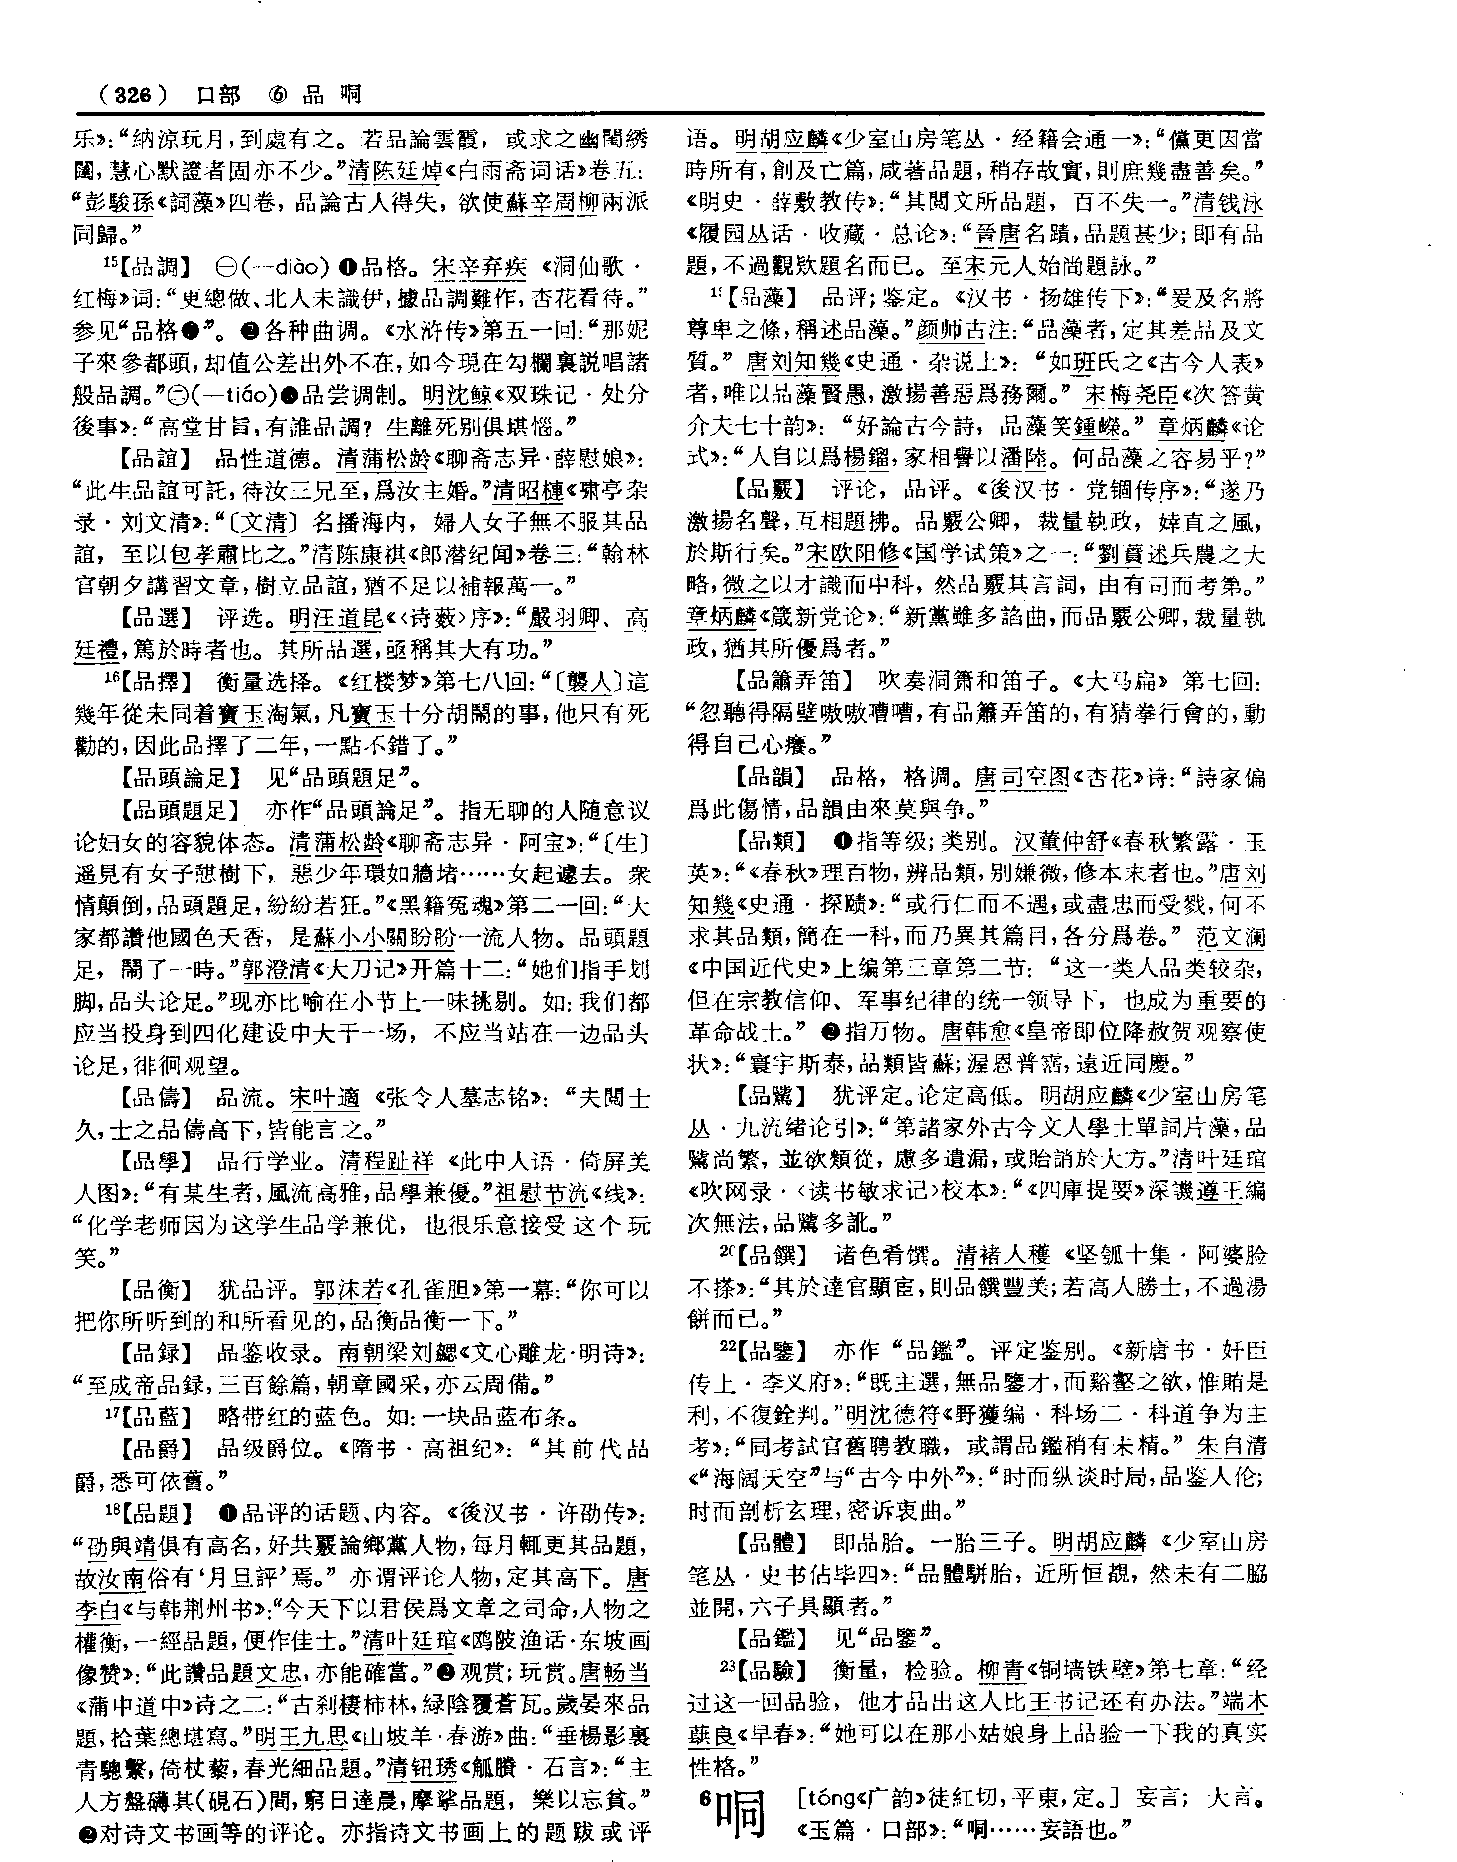 （326） 口部 ⑥ 品 哃
乐》：“納涼玩月，到處有之。若品論雲霞，或求之幽閨綉
闥，慧心默證者固亦不少。”清陈廷焯《白雨斋词话》卷五：
“彭駿孫《詞藻》四卷，品論古人得失，欲使蘇辛周柳兩派
同歸。”
15【品調】 ㊀(—diào) ❶品格。宋辛弃疾《洞仙歌·
红梅》词：“更總做、北人未識伊，據品調難作，杏花看待。”
参见“品格❶”。❷各种曲调。《水浒传》第五一回：“那妮
子來參都頭，却值公差出外不在，如今現在勾欄裏説唱諸
般品調。”㊁(—tiáo)❶品尝调制。明沈鲸《双珠记·处分
後事》：“高堂甘旨，有誰品調？生離死别俱堪惱。”
【品誼】 品性道德。清蒲松龄《聊斋志异·薛慰娘》：
“此生品誼可託，待汝三兄至，爲汝主婚。”清昭槤《啸亭杂
录·刘文清》：“〔文清〕名播海内，婦人女子無不服其品
誼，至以包孝肅比之。”清陈康祺《郎潜纪闻》卷三：“翰林
官朝夕講習文章，樹立品誼，猶不足以補報萬一。”
【品選】 评选。明汪道昆《〈诗薮〉序》：“嚴羽卿、高
廷禮，篤於時者也。其所品選，亟稱其大有功。”
16【品擇】 衡量选择。《红楼梦》第七八回：“〔襲人〕這
幾年從未同着寶玉淘氣，凡寶玉十分胡鬧的事，他只有死
勸的，因此品擇了二年，一點不錯了。”
【品頭論足】 见“品頭題足”。
【品頭題足】 亦作“品頭論足”。指无聊的人随意议
论妇女的容貌体态。清蒲松龄《聊斋志异·阿宝》：“〔生〕
遥見有女子憇樹下，惡少年環如牆堵……女起遽去。衆
情顛倒，品頭題足，紛紛若狂。”《黑籍冤魂》第二一回：“大
家都讚他國色天香，是蘇小小關盼盼一流人物。品頭題
足，鬧了一時。”郭澄清《大刀记》开篇十二：“她们指手划
脚，品头论足。”现亦比喻在小节上一味挑剔。如：我们都
应当投身到四化建设中大干一场，不应当站在一边品头
论足，徘徊观望。
【品儔】 品流。宋叶適《张令人墓志铭》：“夫閲士
久，士之品儔高下，皆能言之。”
【品學】 品行学业。清程趾祥《此中人语·倚屏美
人图》：“有某生者，風流高雅，品學兼優。”祖慰节流《线》：
“化学老师因为这学生品学兼优，也很乐意接受这个玩
笑。”
【品衡】 犹品评。郭沫若《孔雀胆》第一幕：“你可以
把你所听到的和所看见的，品衡品衡一下。”
【品録】 品鉴收录。南朝梁刘勰《文心雕龙·明诗》：
“至成帝品録，三百餘篇，朝章國采，亦云周備。”
17【品藍】 略带红的蓝色。如：一块品蓝布条。
【品爵】 品级爵位。《隋书·高祖纪》：“其前代品
爵，悉可依舊。”
18【品題】 ❶品评的话题、内容。《後汉书·许劭传》：
“劭與靖俱有高名，好共覈論鄉黨人物，每月輒更其品題，
故汝南俗有‘月旦評’焉。”亦谓评论人物，定其高下。唐
李白《与韩荆州书》：“今天下以君侯爲文章之司命，人物之
權衡，一經品題，便作佳士。”清叶廷琯《鸥陂渔话·东坡画
像赞》：“此讚品題文忠，亦能確當。”❷观赏；玩赏。唐畅当
《蒲中道中》诗之二：“古刹棲柿林，緑陰覆蒼瓦。歲晏來品
題，拾葉總堪寫。”明王九思《山坡羊·春游》曲：“垂楊影裏
青驄繫，倚杖藜，春光細品題。”清钮琇《觚賸·石言》：“主
人方盤礴其（硯石）間，窮日達晨，摩挲品題，樂以忘貧。”
❷对诗文书画等的评论。亦指诗文书画上的题跋或评
语。明胡应麟《少室山房笔丛·经籍会通一》：“儻更因當
時所有，創及亡篇，咸著品題，稍存故實，則庶幾盡善矣。”
《明史·薛敷教传》：“其閲文所品題，百不失一。”清钱泳
《履园丛话·收藏·总论》：“晉唐名蹟，品題甚少；即有品
題，不過觀欵題名而已。至宋元人始尚題詠。”
19【品藻】 品评；鉴定。《汉书·扬雄传下》：“爰及名將
尊卑之條，稱述品藻。”颜师古注：“品藻者，定其差品及文
質。”唐刘知幾《史通·杂说上》：“如班氏之《古今人表》
者，唯以品藻賢愚，激揚善惡爲務爾。”宋梅尧臣《次答黄
介夫七十韵》：“好論古今詩，品藻笑鍾嶸。”章炳麟《论
式》：“人自以爲楊鎦，家相譽以潘陸。何品藻之容易乎？”
【品覈】 评论，品评。《後汉书·党锢传序》：“遂乃
激揚名聲，互相題拂。品覈公卿，裁量執政，婞直之風，
於斯行矣。”宋欧阳修《国学试策》之一：“劉蕡述兵農之大
略，微之以才識而中科，然品覈其言詞，由有司而考第。”
章炳麟《箴新党论》：“新黨雖多諂曲，而品覈公卿，裁量執
政，猶其所優爲者。”
【品簫弄笛】 吹奏洞箫和笛子。《大马扁》第七回：
“忽聽得隔壁嗷嗷嘈嘈，有品簫弄笛的，有猜拳行會的，動
得自己心癢。”
【品韻】 品格，格调。唐司空图《杏花》诗：“詩家偏
爲此傷情，品韻由來莫與争。”
【品類】 ❶指等级；类别。汉董仲舒《春秋繁露·玉
英》：“《春秋》理百物，辨品類，别嫌微，修本末者也。”唐刘
知幾《史通·探赜》：“或行仁而不遇，或盡忠而受戮，何不
求其品類，簡在一科，而乃異其篇目，各分爲卷。”范文澜
《中国近代史》上编第三章第二节：“这一类人品类较杂，
但在宗教信仰、军事纪律的统一领导下，也成为重要的
革命战士。”❷指万物。唐韩愈《皇帝即位降赦贺观察使
状》：“寰宇斯泰，品類皆蘇；渥恩普霑，遠近同慶。”
【品騭】 犹评定。论定高低。明胡应麟《少室山房笔
丛·九流绪论引》：“第諸家外古今文人學士單詞片藻，品
騭尚繁，並欲類從，慮多遺漏，或貽誚於大方。”清叶廷琯
《吹网录·〈读书敏求记〉校本》：“《四庫提要》深譏遵王編
次無法，品騭多訛。”
20【品饌】 诸色肴馔。清褚人穫《坚瓠十集·阿婆脸
不搽》：“其於達官顯宦，則品饌豐美；若高人勝士，不過湯
餅而已。”
22【品鑒】 亦作“品鑑”。评定鉴别。《新唐书·奸臣
传上·李义府》：“既主選，無品鑒才，而谿壑之欲，惟賄是
利，不復銓判。”明沈德符《野獲编·科场二·科道争为主
考》：“同考試官舊聘教職，或謂品鑑稍有未精。”朱自清
《“海阔天空”与“古今中外”》：“时而纵谈时局，品鉴人伦；
时而剖析玄理，密诉衷曲。”
【品體】 即品胎。一胎三子。明胡应麟《少室山房
笔丛·史书佔毕四》：“品體駢胎，近所恒覩，然未有二脇
並開，六子具顯者。”
【品鑑】 见“品鑒”。
23【品驗】 衡量，检验。柳青《铜墙铁壁》第七章：“经
过这一回品验，他才品出这人比王书记还有办法。”端木
蕻良《早春》：“她可以在那小姑娘身上品验一下我的真实
性格。”
6哃 [tóng《广韵》徒紅切，平東，定。] 妄言；大言。
《玉篇·口部》：“哃……妄語也。”